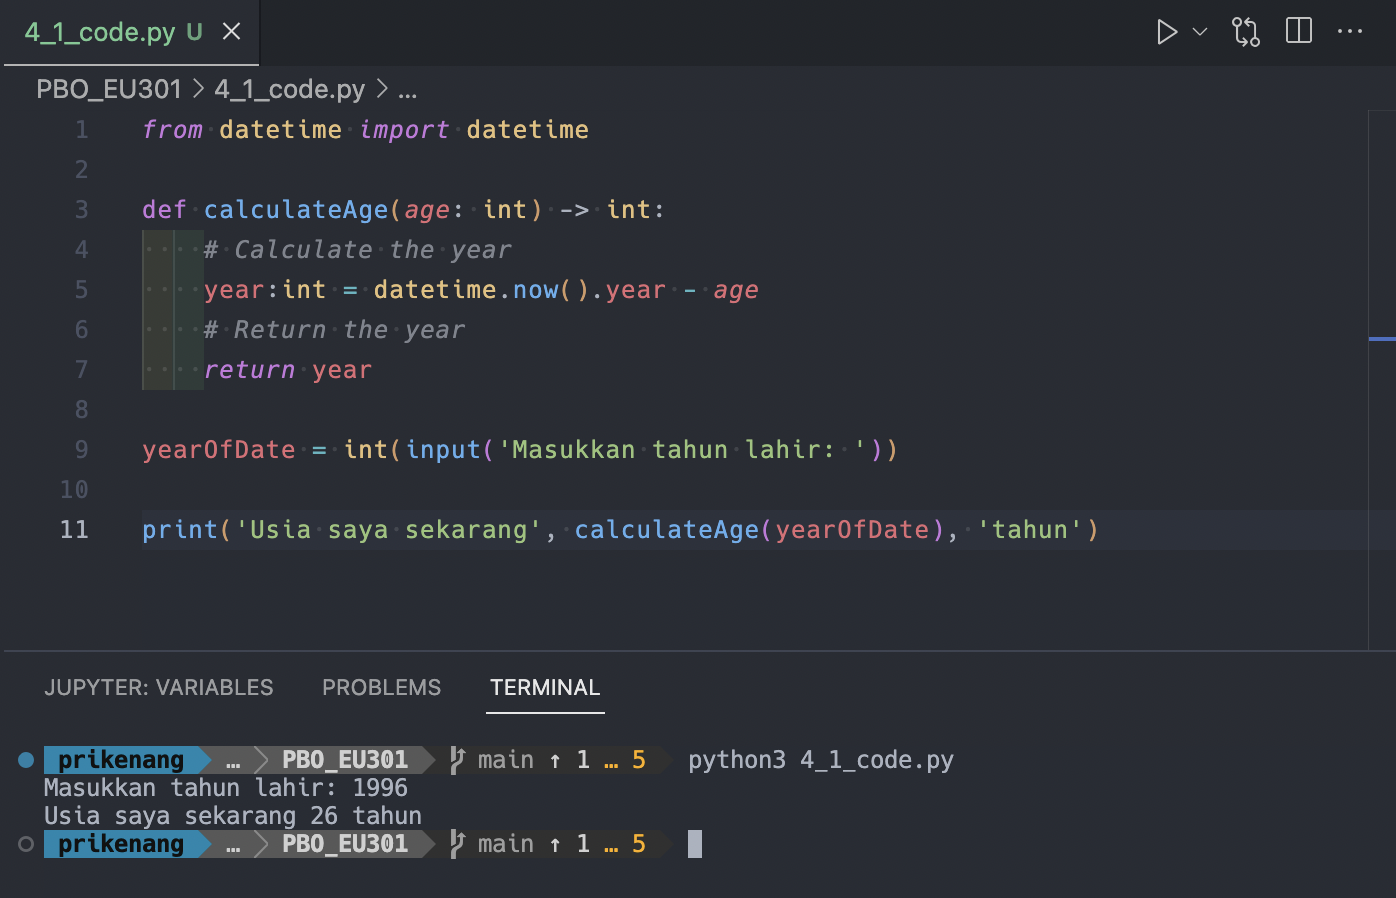 4_1_code.py U
PBO_EU301 > 4_1_code.py > ...
1 from datetime import datetime
2
3 def calculateAge(age: int) -> int:
4     # Calculate the year
5     year:int = datetime.now().year - age
6     # Return the year
7     return year
8
9 yearOfDate = int(input('Masukkan tahun lahir: '))
10
11 print('Usia saya sekarang', calculateAge(yearOfDate), 'tahun')
JUPYTER: VARIABLES PROBLEMS TERMINAL
prikenang … PBO_EU301 main ↑ 1 … 5 python3 4_1_code.py
Masukkan tahun lahir: 1996
Usia saya sekarang 26 tahun
prikenang … PBO_EU301 main ↑ 1 … 5